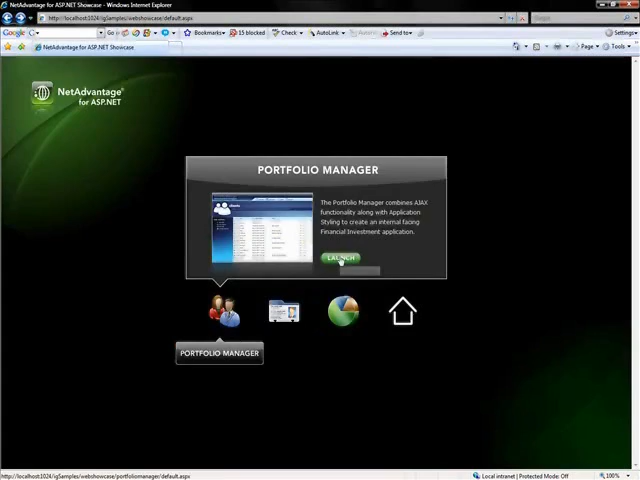 NetAdvantage for ASP.NET Showcase - Windows Internet Explorer
http://localhost:1024/igSamples/webshowcase/default.aspx
Google
Go
Bookmarks
15 blocked
Check
AutoLink
Send to
Settings
NetAdvantage for ASP.NET Showcase
Page
Tools
NetAdvantage®
for ASP.NET
PORTFOLIO MANAGER
The Portfolio Manager combines AJAX
functionality along with Application
Styling to create an internal facing
Financial Investment application.
LAUNCH
PORTFOLIO MANAGER
http://localhost:1024/igSamples/webshowcase/portfoliomanager/default.aspx
Local intranet | Protected Mode: Off
100%